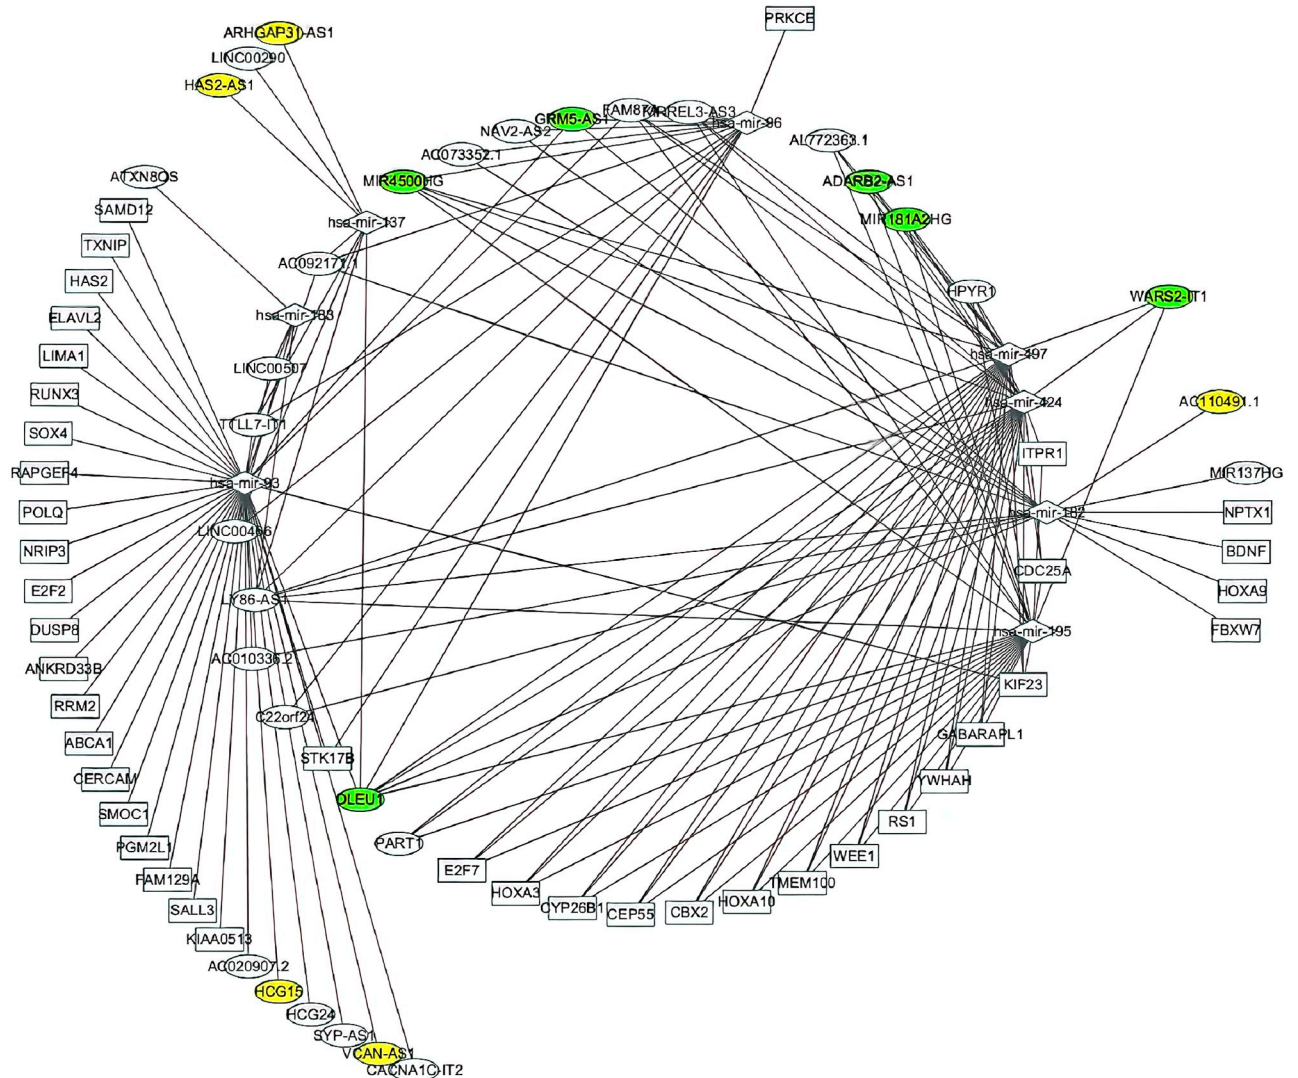 PRKCE
ARHGAP31-AS1
LINC00290
HAS2-AS1
FAM87A
MIRREL3-AS3
GRM5-AS1
hsa-mir-96
NAV2-AS2
AL772363.1
AC073352.1
ATXN8OS
MIR4500HG
ADARB2-AS1
SAMD12
MIR181A2HG
hsa-mir-137
TXNIP
AC092171.1
HAS2
HPYR1
WARS2-IT1
hsa-mir-183
ELAVL2
LIMA1
hsa-mir-497
LINC00507
RUNX3
hsa-mir-424
AC110491.1
TTLL7-IT1
SOX4
ITPR1
RAPGEF4
MIR137HG
hsa-mir-93
POLQ
hsa-mir-182
NPTX1
LINC00466
NRIP3
BDNF
CDC25A
E2F2
HOXA9
LY86-AS1
DUSP8
hsa-mir-195
FBXW7
AC010336.2
ANKRD33B
KIF23
RRM2
C22orf24
GABARAPL1
ABCA1
STK17B
CERCAM
YWHAH
DLEU1
SMOC1
RS1
PART1
PGM2L1
WEE1
E2F7
FAM129A
TMEM100
HOXA3
HOXA10
SALL3
CYP26B1
CEP55
CBX2
KIAA0513
AC020907.2
HCG15
HCG24
SYP-AS1
VCAN-AS1
CACNA1C-IT2